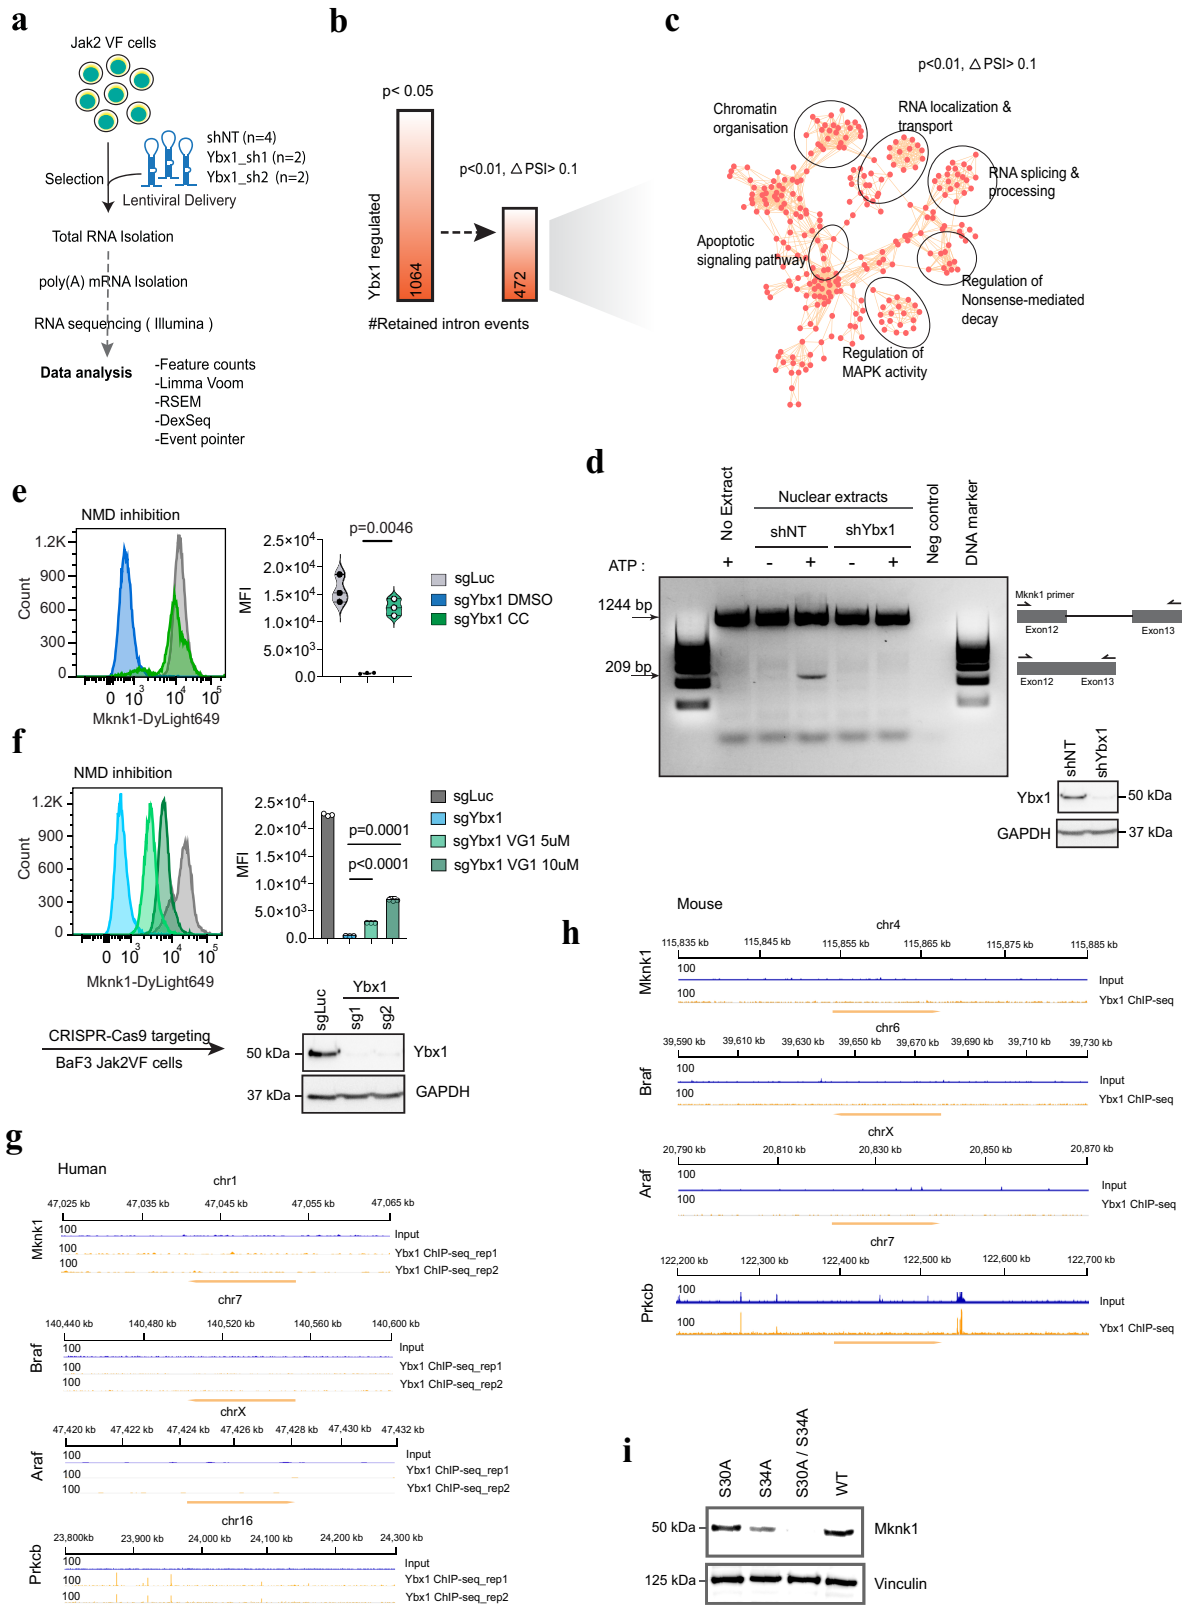 a
Jak2 VF cells
shNT (n=4)
Ybx1_sh1 (n=2)
Ybx1_sh2 (n=2)
Selection
Lentiviral Delivery
Total RNA Isolation
poly(A) mRNA Isolation
RNA sequencing ( Illumina )
Data analysis
-Feature counts
-Limma Voom
-RSEM
-DexSeq
-Event pointer
b
p< 0.05
p<0.01, △ PSI> 0.1
Ybx1 regulated
1064
472
#Retained intron events
c
p<0.01, △ PSI> 0.1
Chromatin
organisation
RNA localization &
transport
RNA splicing &
processing
Apoptotic
signaling pathway
Regulation of
Nonsense-mediated
decay
Regulation of
MAPK activity
d
No Extract
Nuclear extracts
shNT
shYbx1
Neg control
DNA marker
ATP :
+
-
+
-
+
1244 bp
209 bp
Mknk1 primer
Exon12
Exon13
Exon12
Exon13
shNT
shYbx1
Ybx1
50 kDa
GAPDH
37 kDa
e
NMD inhibition
Count
1.2K
900
600
300
0
0 10³ 10⁴ 10⁵
Mknk1-DyLight649
MFI
p=0.0046
2.5×10⁴
2.0×10⁴
1.5×10⁴
1.0×10⁴
5.0×10³
0.0
sgLuc
sgYbx1 DMSO
sgYbx1 CC
f
NMD inhibition
Count
1.2K
900
600
300
0
0 10³ 10⁴ 10⁵
Mknk1-DyLight649
MFI
2.5×10⁴
2.0×10⁴
1.5×10⁴
1.0×10⁴
5.0×10³
0.0
p=0.0001
p<0.0001
sgLuc
sgYbx1
sgYbx1 VG1 5uM
sgYbx1 VG1 10uM
CRISPR-Cas9 targeting
BaF3 Jak2VF cells
sgLuc
Ybx1
sg1
sg2
50 kDa
Ybx1
37 kDa
GAPDH
g
Human
chr1
47,025 kb 47,035 kb 47,045 kb 47,055 kb 47,065 kb
Mknk1
100
Input
100
Ybx1 ChIP-seq_rep1
100
Ybx1 ChIP-seq_rep2
chr7
140,440 kb 140,480 kb 140,520 kb 140,560 kb 140,600 kb
Braf
100
Input
100
Ybx1 ChIP-seq_rep1
100
Ybx1 ChIP-seq_rep2
chrX
47,420 kb 47,422 kb 47,424 kb 47,426 kb 47,428 kb 47,430 kb 47,432 kb
Araf
100
Input
100
Ybx1 ChIP-seq_rep1
100
Ybx1 ChIP-seq_rep2
chr16
23,800kb 23,900 kb 24,000 kb 24,100 kb 24,200 kb 24,300 kb
Prkcb
100
Input
100
Ybx1 ChIP-seq_rep1
100
Ybx1 ChIP-seq_rep2
h
Mouse
chr4
115,835 kb 115,845 kb 115,855 kb 115,865 kb 115,875 kb 115,885 kb
Mknk1
100
Input
100
Ybx1 ChIP-seq
chr6
39,590 kb 39,610 kb 39,630 kb 39,650 kb 39,670 kb 39,690 kb 39,710 kb 39,730 kb
Braf
100
Input
100
Ybx1 ChIP-seq
chrX
20,790 kb 20,810 kb 20,830 kb 20,850 kb 20,870 kb
Araf
100
Input
100
Ybx1 ChIP-seq
chr7
122,200 kb 122,300 kb 122,400 kb 122,500 kb 122,600 kb 122,700 kb
Prkcb
100
Input
100
Ybx1 ChIP-seq
i
S30A
S34A
S30A / S34A
WT
50 kDa
Mknk1
125 kDa
Vinculin